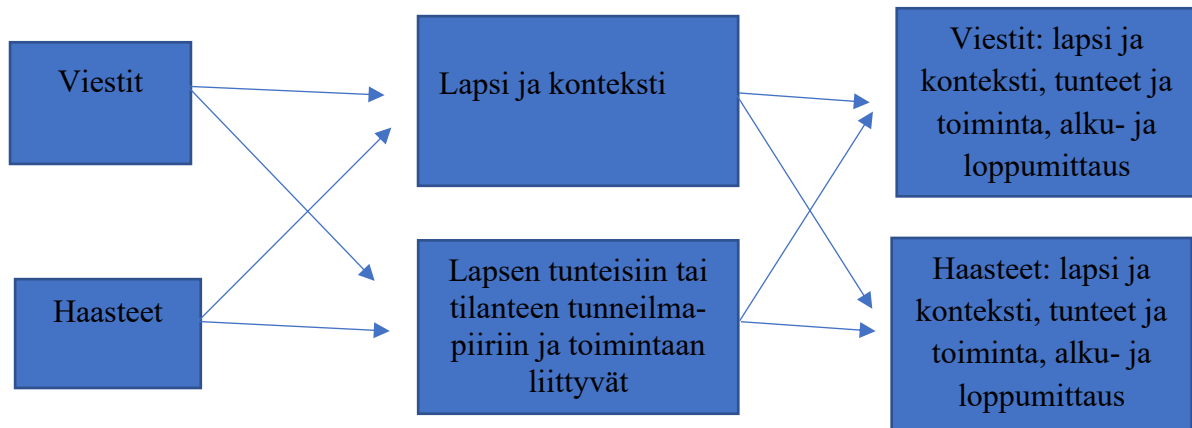 Viestit
Haasteet
Lapsi ja konteksti
Lapsen tunteisiin tai
tilanteen tunneilma-
piiriin ja toimintaan
liittyvät
Viestit: lapsi ja
konteksti, tunteet ja
toiminta, alku- ja
loppumittaus
Haasteet: lapsi ja
konteksti, tunteet ja
toiminta, alku- ja
loppumittaus